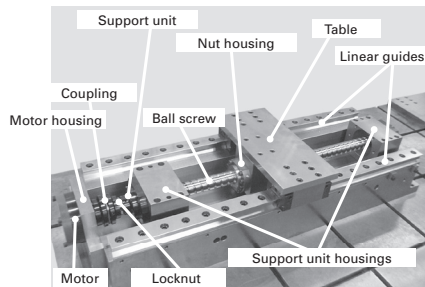 Support unit
Nut housing
Table
Linear guides
Coupling
Motor housing
Ball screw
Support unit housings
Motor
Locknut